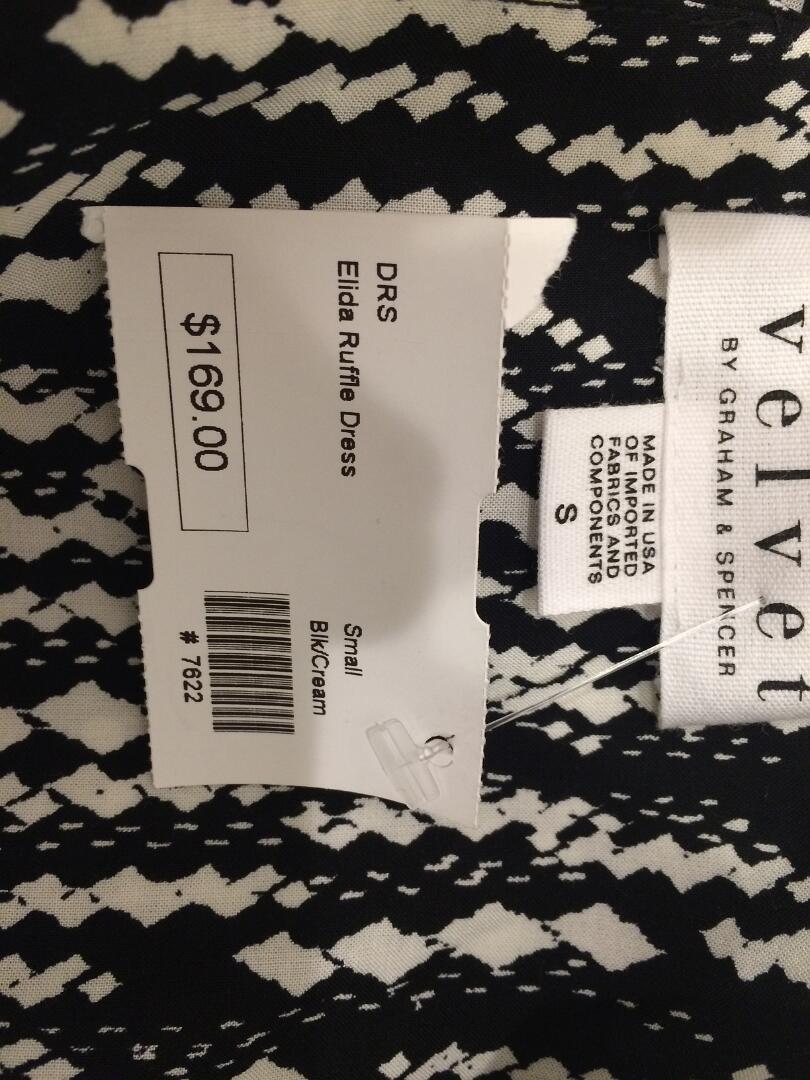 velvet
BY GRAHAM & SPENCER
MADE IN USA
OF IMPORTED
FABRICS AND
COMPONENTS
S
DRS
Elida Ruffle Dress
Small
Blk/Cream
$169.00
# 7622